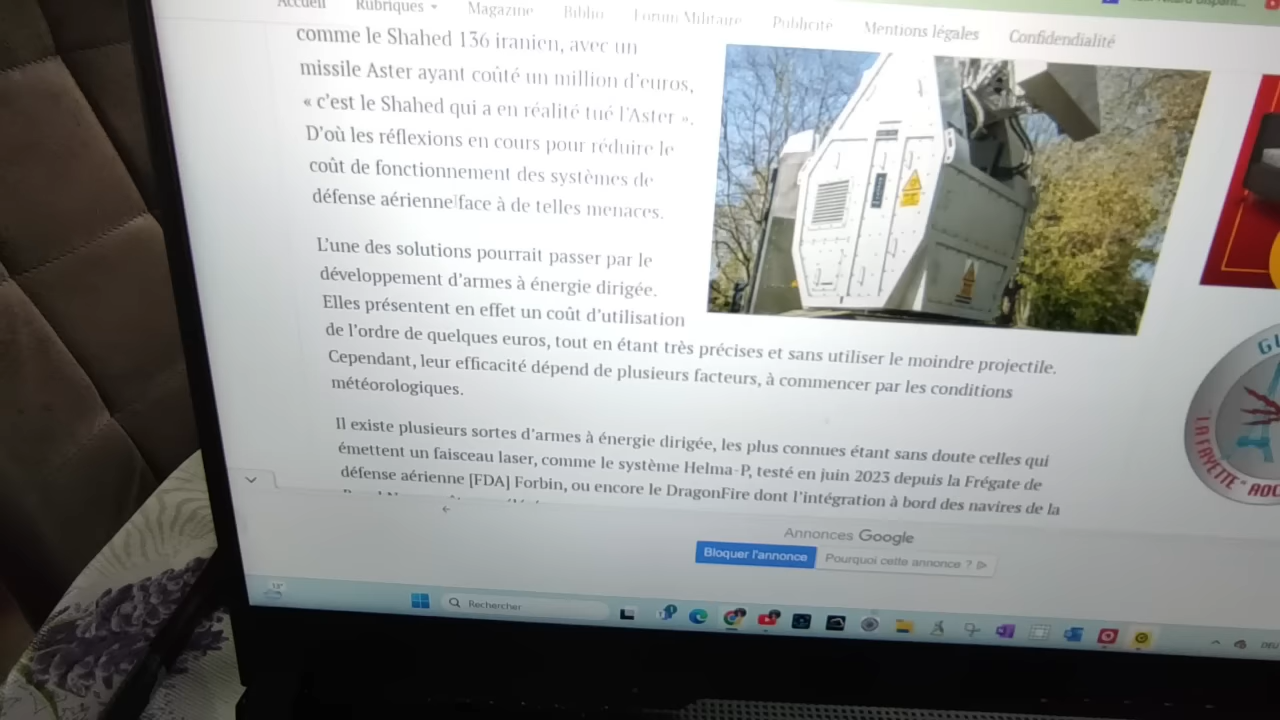 Accueil Rubriques Magazine Biblio Forum Militaire Publicité Mentions légales Confidendialité
comme le Shahed 136 iranien, avec un
missile Aster ayant coûté un million d'euros,
« c'est le Shahed qui a en réalité tué l'Aster ».
D'où les réflexions en cours pour réduire le
coût de fonctionnement des systèmes de
défense aérienne face à de telles menaces.
L'une des solutions pourrait passer par le
développement d'armes à énergie dirigée.
Elles présentent en effet un coût d'utilisation
de l'ordre de quelques euros, tout en étant très précises et sans utiliser le moindre projectile.
Cependant, leur efficacité dépend de plusieurs facteurs, à commencer par les conditions
météorologiques.
Il existe plusieurs sortes d'armes à énergie dirigée, les plus connues étant sans doute celles qui
émettent un faisceau laser, comme le système Helma-P, testé en juin 2023 depuis la Frégate de
défense aérienne [FDA] Forbin, ou encore le DragonFire dont l'intégration à bord des navires de la
Annonces Google
Bloquer l'annonce Pourquoi cette annonce ?
13°
Rechercher
DEU